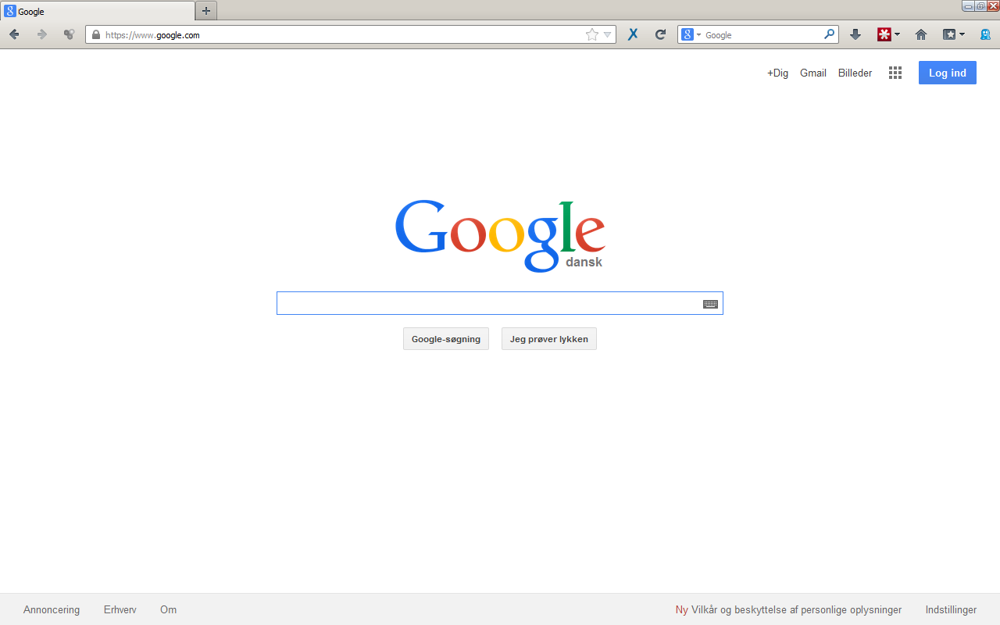 Google
https://www.google.com
Google
+Dig Gmail Billeder Log ind
Google
dansk
Google-søgning Jeg prøver lykken
Annoncering Erhverv Om Ny Vilkår og beskyttelse af personlige oplysninger Indstillinger